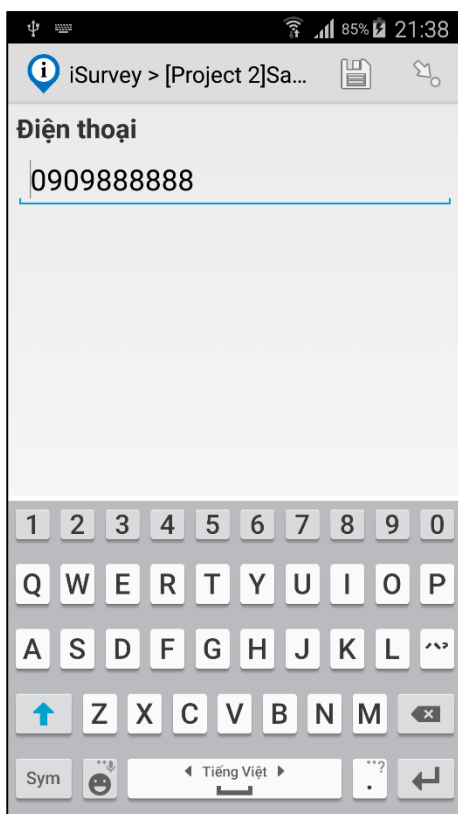 85% 21:38
iSurvey > [Project 2]Sa...
Điện thoại
0909888888
1 2 3 4 5 6 7 8 9 0
Q W E R T Y U I O P
A S D F G H J K L
Z X C V B N M
Sym Tiếng Việt . ?